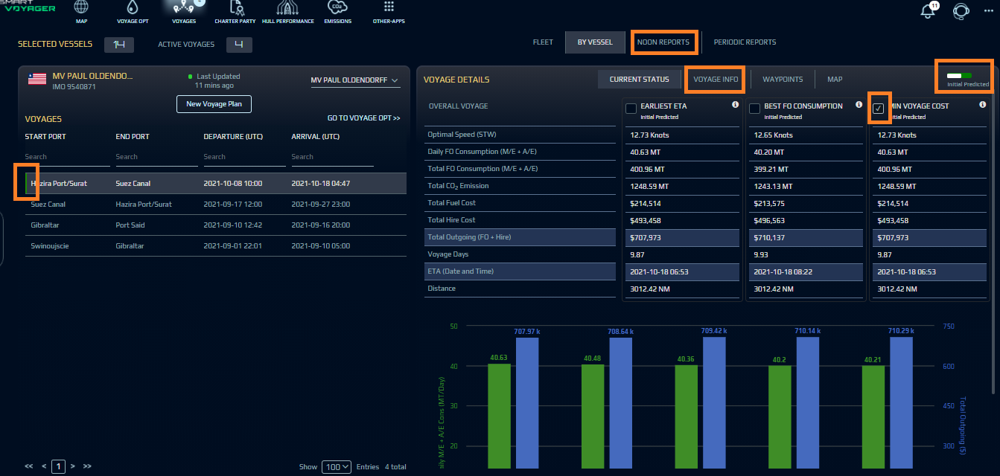 SMART
VOYAGER
MAP
VOYAGE OPT
VOYAGES
CHARTER PARTY
HULL PERFORMANCE
CO₂
EMISSIONS
OTHER-APPS
11
SELECTED VESSELS 14 ACTIVE VOYAGES 4
FLEET BY VESSEL NOON REPORTS PERIODIC REPORTS
MV PAUL OLDENDO...
IMO 9540871
Last Updated
11 mins ago
MV PAUL OLDENDORFF
New Voyage Plan
VOYAGES
GO TO VOYAGE OPT >>
START PORT END PORT DEPARTURE (UTC) ARRIVAL (UTC)
Search Search Search Search
Hazira Port/Surat Suez Canal 2021-10-08 10:00 2021-10-18 04:47
Suez Canal Hazira Port/Surat 2021-09-17 12:00 2021-09-27 23:00
Gibraltar Port Said 2021-09-10 12:42 2021-09-16 20:00
Swinoujscie Gibraltar 2021-09-01 22:01 2021-09-10 05:00
<< < 1 > >>
Show 100 Entries 4 total
VOYAGE DETAILS CURRENT STATUS VOYAGE INFO WAYPOINTS MAP
Initial Predicted
OVERALL VOYAGE
EARLIEST ETA
Initial Predicted
BEST FO CONSUMPTION
Initial Predicted
MIN VOYAGE COST
Initial Predicted
Optimal Speed (STW) 12.73 Knots 12.65 Knots 12.73 Knots
Daily FO Consumption (M/E + A/E) 40.63 MT 40.20 MT 40.63 MT
Total FO Consumption (M/E + A/E) 400.96 MT 399.21 MT 400.96 MT
Total CO₂ Emission 1248.59 MT 1243.13 MT 1248.59 MT
Total Fuel Cost $214,514 $213,575 $214,514
Total Hire Cost $493,458 $496,563 $493,458
Total Outgoing (FO + Hire) $707,973 $710,137 $707,973
Voyage Days 9.87 9.93 9.87
ETA (Date and Time) 2021-10-18 06:53 2021-10-18 08:22 2021-10-18 06:53
Distance 3012.42 NM 3012.42 NM 3012.42 NM
50 40 30 20
Daily M/E + A/E Cons (MT/Day)
40.63 707.97 k
40.48 708.64 k
40.36 709.42 k
40.2 710.14 k
40.21 710.29 k
750 600 450 300
Total Outgoing ($)